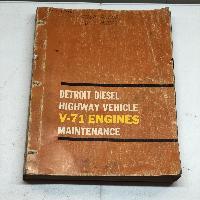 DETROIT DIESEL
HIGHWAY VEHICLE
V-71 ENGINES
MAINTENANCE